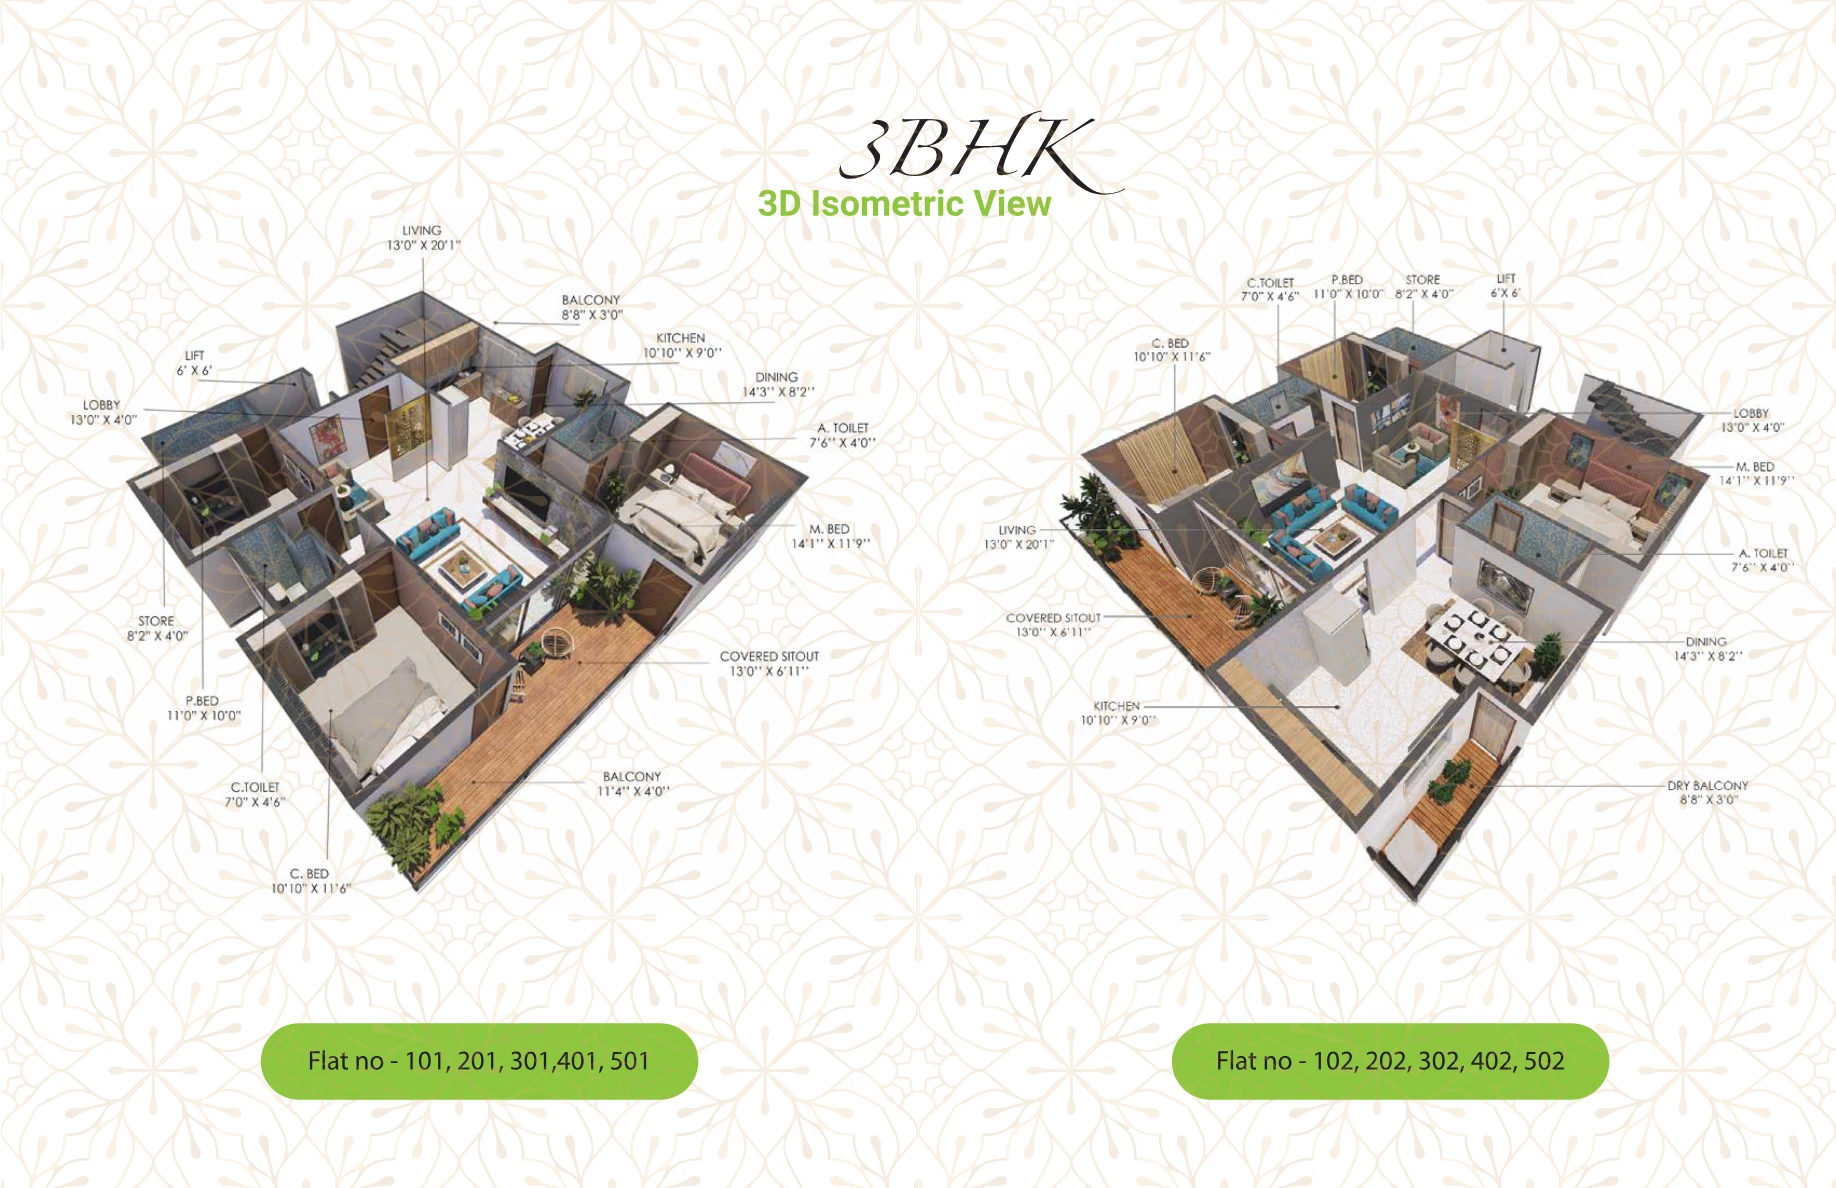 3BHK
3D Isometric View
LIVING
13'0" X 20'1"
BALCONY
8'8" X 3'0"
KITCHEN
10'10'' X 9'0''
LIFT
6' X 6'
DINING
14'3'' X 8'2''
LOBBY
13'0" X 4'0"
A. TOILET
7'6'' X 4'0''
M. BED
14'1'' X 11'9''
STORE
8'2" X 4'0"
COVERED SITOUT
13'0'' X 6'11''
P.BED
11'0" X 10'0"
C.TOILET
7'0" X 4'6"
BALCONY
11'4'' X 4'0''
C. BED
10'10" X 11'6"
Flat no - 101, 201, 301,401, 501
C.TOILET
7'0" X 4'6"
P.BED
11'0" X 10'0"
STORE
8'2" X 4'0"
LIFT
6'X 6'
C. BED
10'10" X 11'6"
LOBBY
13'0" X 4'0"
M. BED
14'1'' X 11'9''
LIVING
13'0" X 20'1"
A. TOILET
7'6'' X 4'0''
COVERED SITOUT
13'0'' X 6'11''
DINING
14'3'' X 8'2''
KITCHEN
10'10'' X 9'0''
DRY BALCONY
8'8" X 3'0"
Flat no - 102, 202, 302, 402, 502